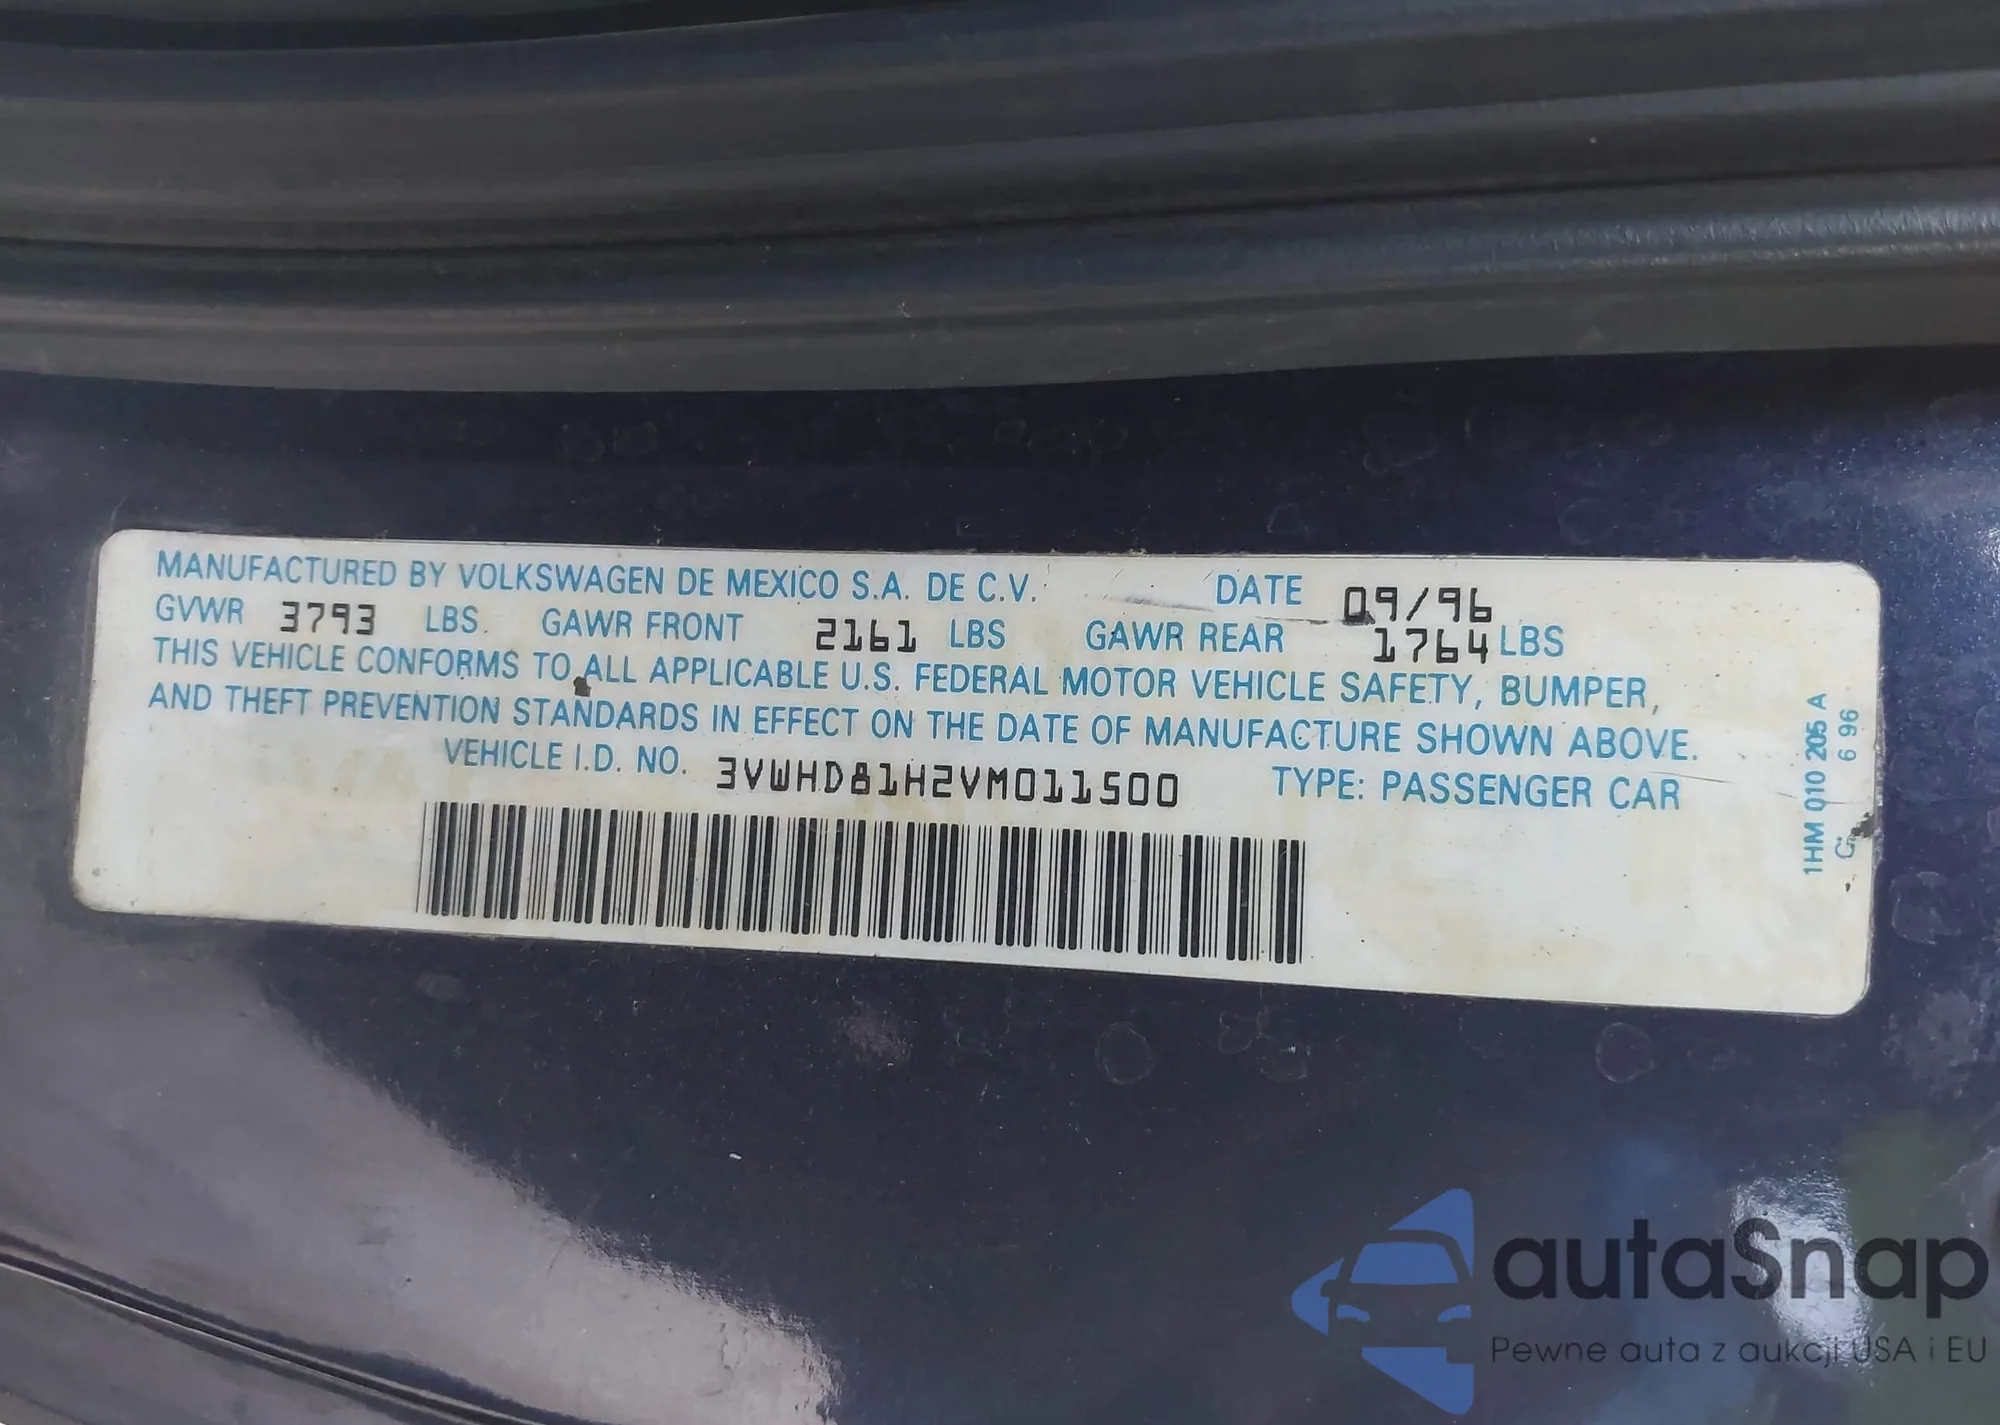 MANUFACTURED BY VOLKSWAGEN DE MEXICO S.A. DE C.V. DATE 09/96
GVWR 3793 LBS. GAWR FRONT 2161 LBS GAWR REAR 1764 LBS
THIS VEHICLE CONFORMS TO ALL APPLICABLE U.S. FEDERAL MOTOR VEHICLE SAFETY, BUMPER,
AND THEFT PREVENTION STANDARDS IN EFFECT ON THE DATE OF MANUFACTURE SHOWN ABOVE.
VEHICLE I.D. NO. 3VWHD81H2VM011500 TYPE: PASSENGER CAR
1HM 010 205 A
G. 6 96
autaSnap
Pewne auta z aukcji USA i EU